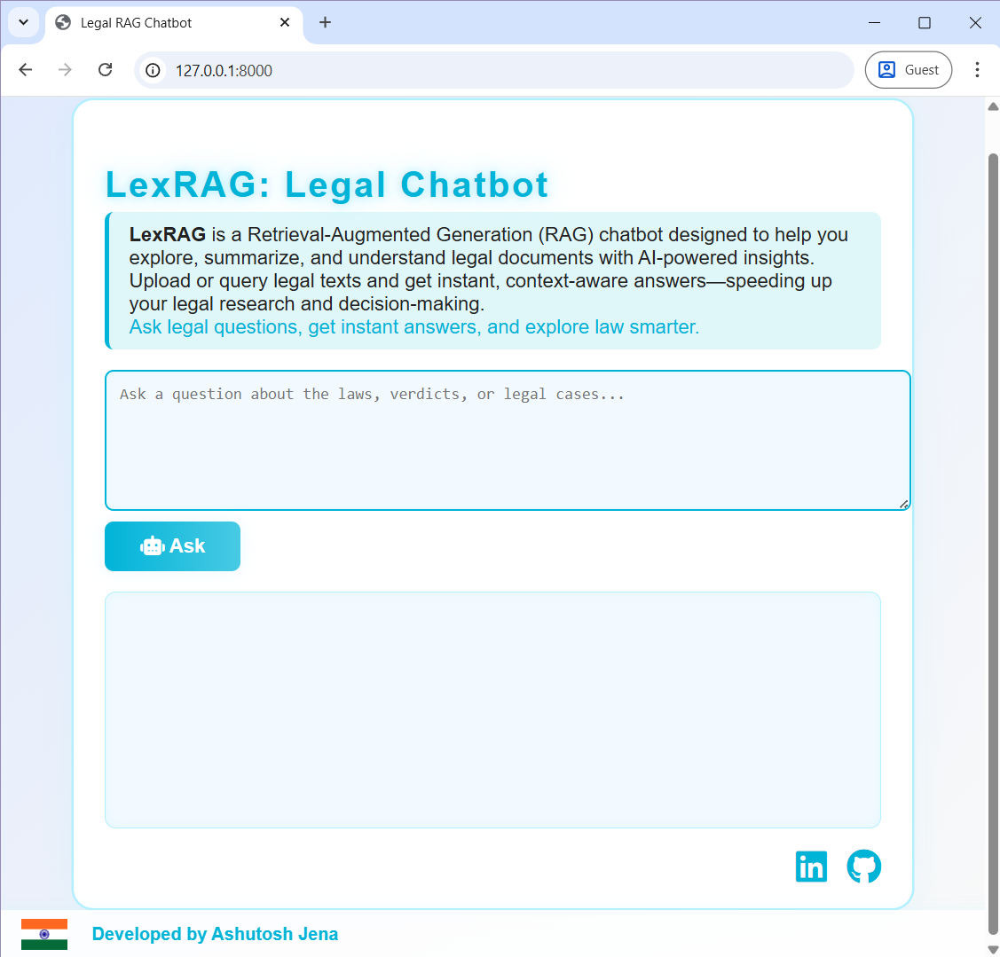 Legal RAG Chatbot
127.0.0.1:8000
Guest
LexRAG: Legal Chatbot
LexRAG is a Retrieval-Augmented Generation (RAG) chatbot designed to help you
explore, summarize, and understand legal documents with AI-powered insights.
Upload or query legal texts and get instant, context-aware answers—speeding up
your legal research and decision-making.
Ask legal questions, get instant answers, and explore law smarter.
Ask a question about the laws, verdicts, or legal cases...
Ask
in
Developed by Ashutosh Jena